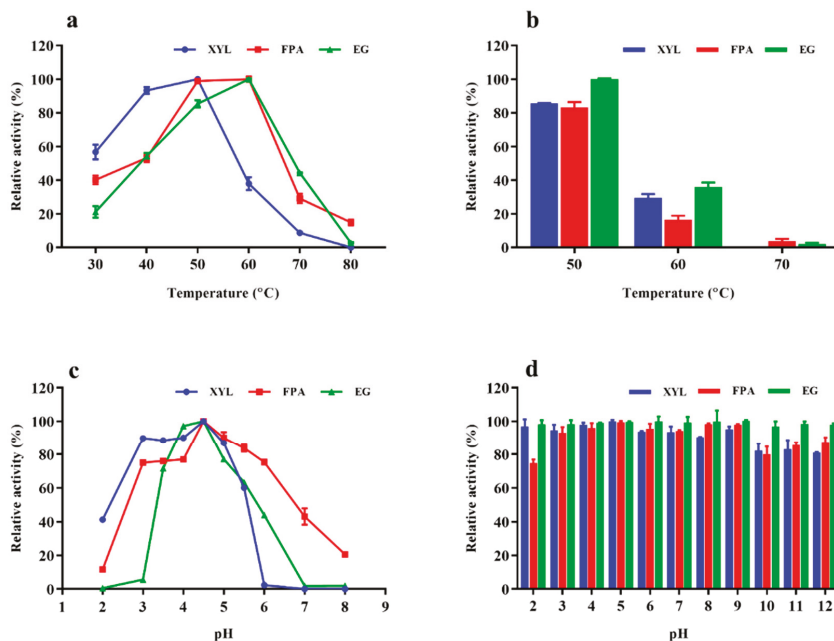 a
XYL FPA EG
Relative activity (%)
120
100
80
60
40
20
0
30 40 50 60 70 80
Temperature (°C)
b
XYL FPA EG
Relative activity (%)
120
100
80
60
40
20
0
50 60 70
Temperature (°C)
c
XYL FPA EG
Relative activity (%)
120
100
80
60
40
20
0
1 2 3 4 5 6 7 8 9
pH
d
XYL FPA EG
Relative activity (%)
120
100
80
60
40
20
0
2 3 4 5 6 7 8 9 10 11 12
pH